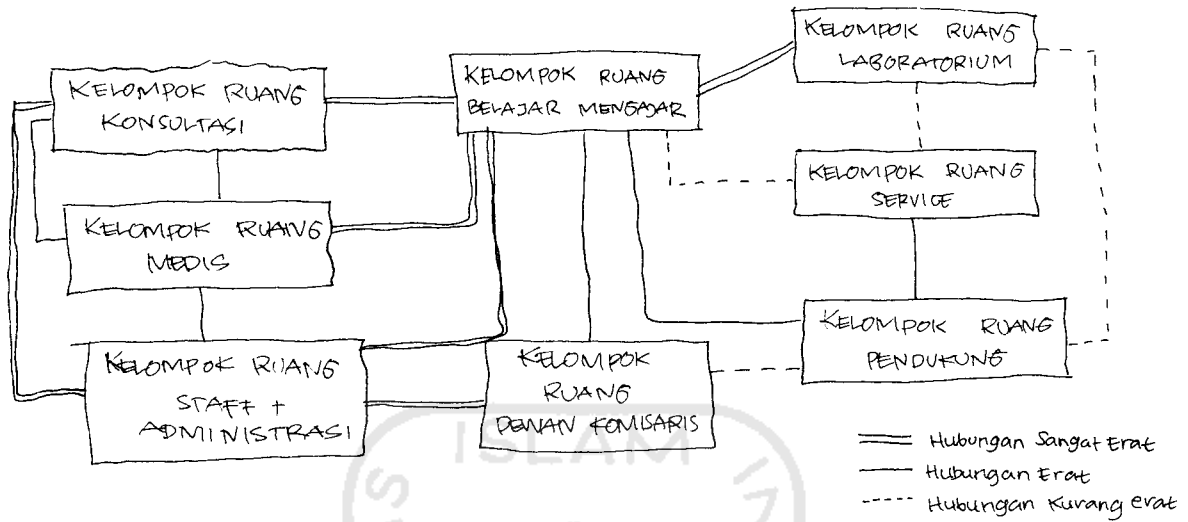 KELOMPOK RUANG
KONSULTASI
KELOMPOK RUANG
MEDIS
KELOMPOK RUANG
STAFF +
ADMINISTRASI
KELOMPOK RUANG
BELAJAR MENGAJAR
KELOMPOK
RUANG
DEWAN KOMISARIS
KELOMPOK RUANG
LABORATORIUM
KELOMPOK RUANG
SERVICE
KELOMPOK RUANG
PENDUKUNG
Hubungan Sangat Erat
Hubungan Erat
Hubungan Kurang erat
ISLAM